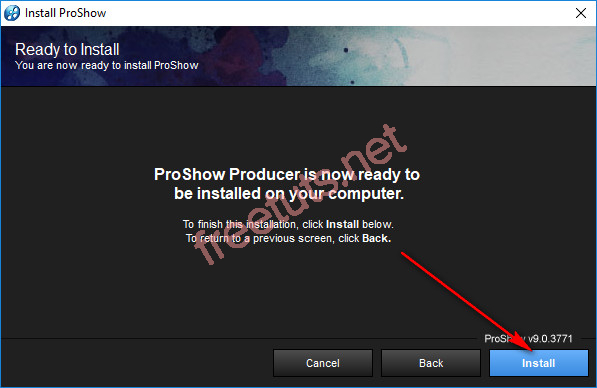 Install ProShow
Ready to Install
You are now ready to install ProShow
ProShow Producer is now ready to
be installed on your computer.
To finish this installation, click Install below.
To return to a previous screen, click Back.
freetuts.net
ProShow v9.0.3771
Cancel
Back
Install